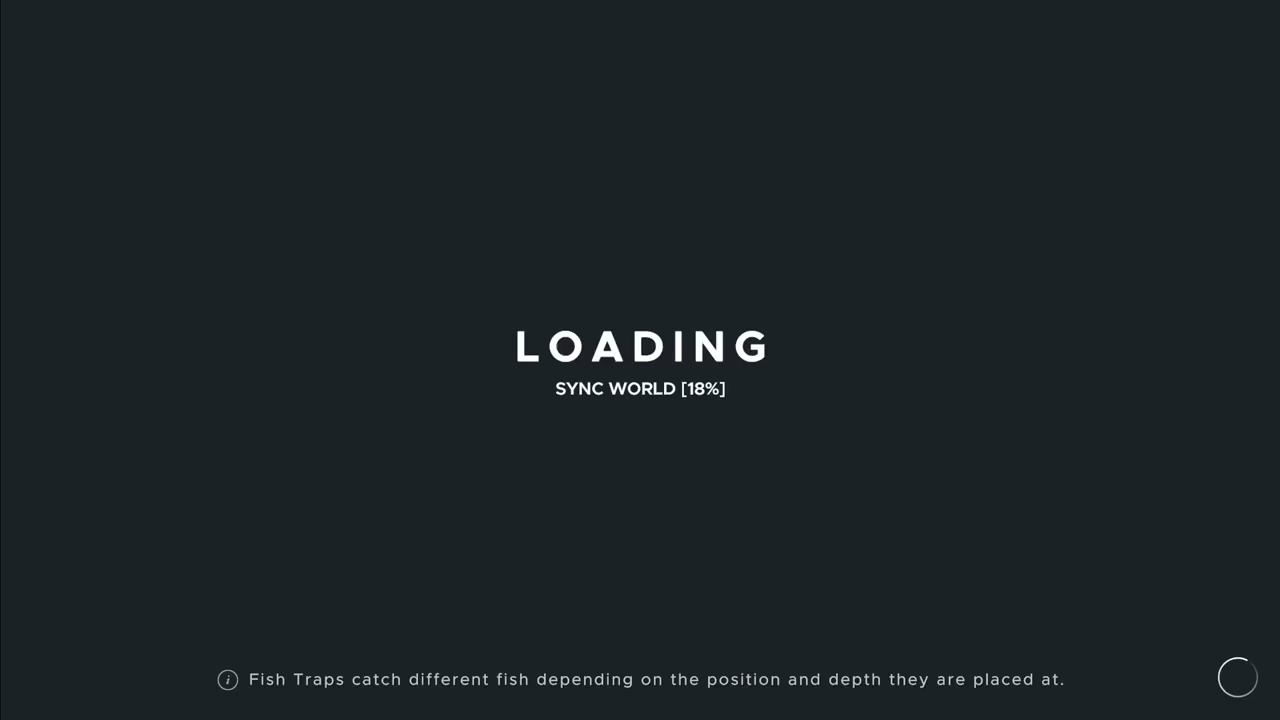 LOADING
SYNC WORLD [18%]
i Fish Traps catch different fish depending on the position and depth they are placed at.